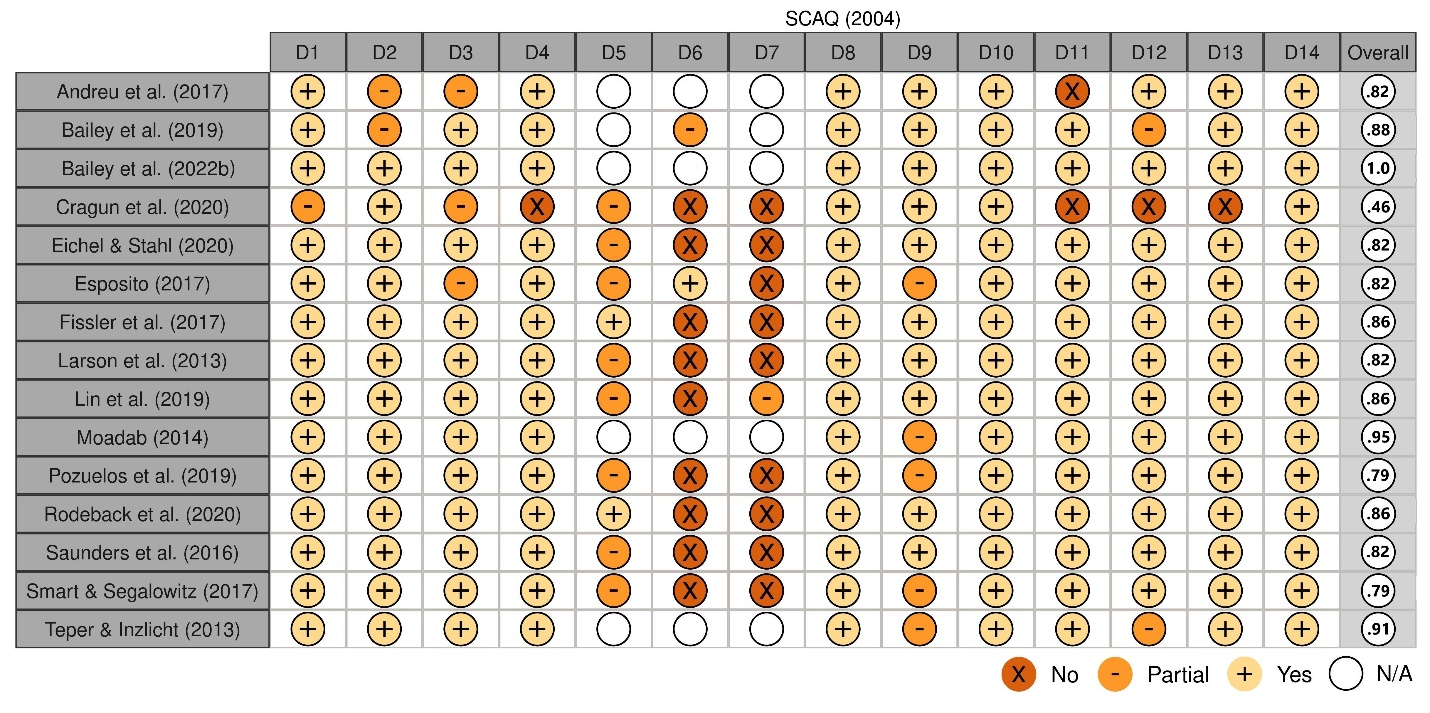 SCAQ (2004)
D1 D2 D3 D4 D5 D6 D7 D8 D9 D10 D11 D12 D13 D14 Overall
Andreu et al. (2017) + - - + + + + X + + + .82
Bailey et al. (2019) + - + + - + + + + - + + .88
Bailey et al. (2022b) + + + + + + + + + + + 1.0
Cragun et al. (2020) - + - X - X X + + + X X X + .46
Eichel & Stahl (2020) + + + + - X X + + + + + + + .82
Esposito (2017) + + - + - + X + - + + + + + .82
Fissler et al. (2017) + + + + + X X + + + + + + + .86
Larson et al. (2013) + + + + - X X + + + + + + + .82
Lin et al. (2019) + + + + - X - + + + + + + + .86
Moadab (2014) + + + + + - + + + + + .95
Pozuelos et al. (2019) + + + + - X X + - + + + + + .79
Rodeback et al. (2020) + + + + + X X + + + + + + + .86
Saunders et al. (2016) + + + + - X X + + + + + + + .82
Smart & Segalowitz (2017) + + + + - X X + - + + + + + .79
Teper & Inzlicht (2013) + + + + + - + + - + + .91
X No - Partial + Yes N/A